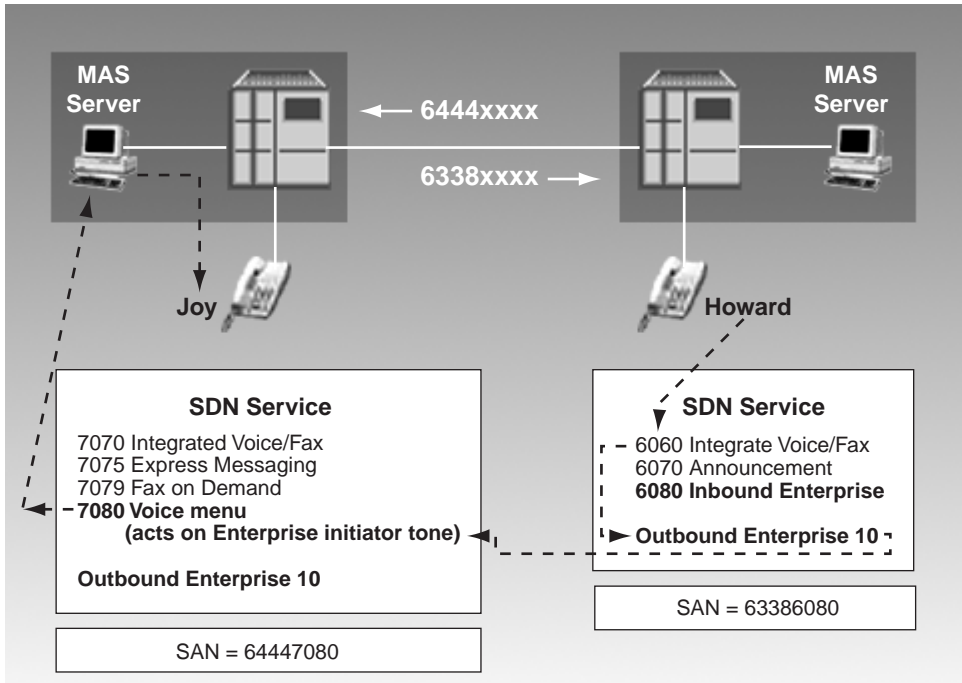 MAS
Server
MAS
Server
6444xxxx
6338xxxx
Joy
Howard
SDN Service
7070 Integrated Voice/Fax
7075 Express Messaging
7079 Fax on Demand
7080 Voice menu
(acts on Enterprise initiator tone)
Outbound Enterprise 10
SAN = 64447080
SDN Service
6060 Integrate Voice/Fax
6070 Announcement
6080 Inbound Enterprise
Outbound Enterprise 10
SAN = 63386080